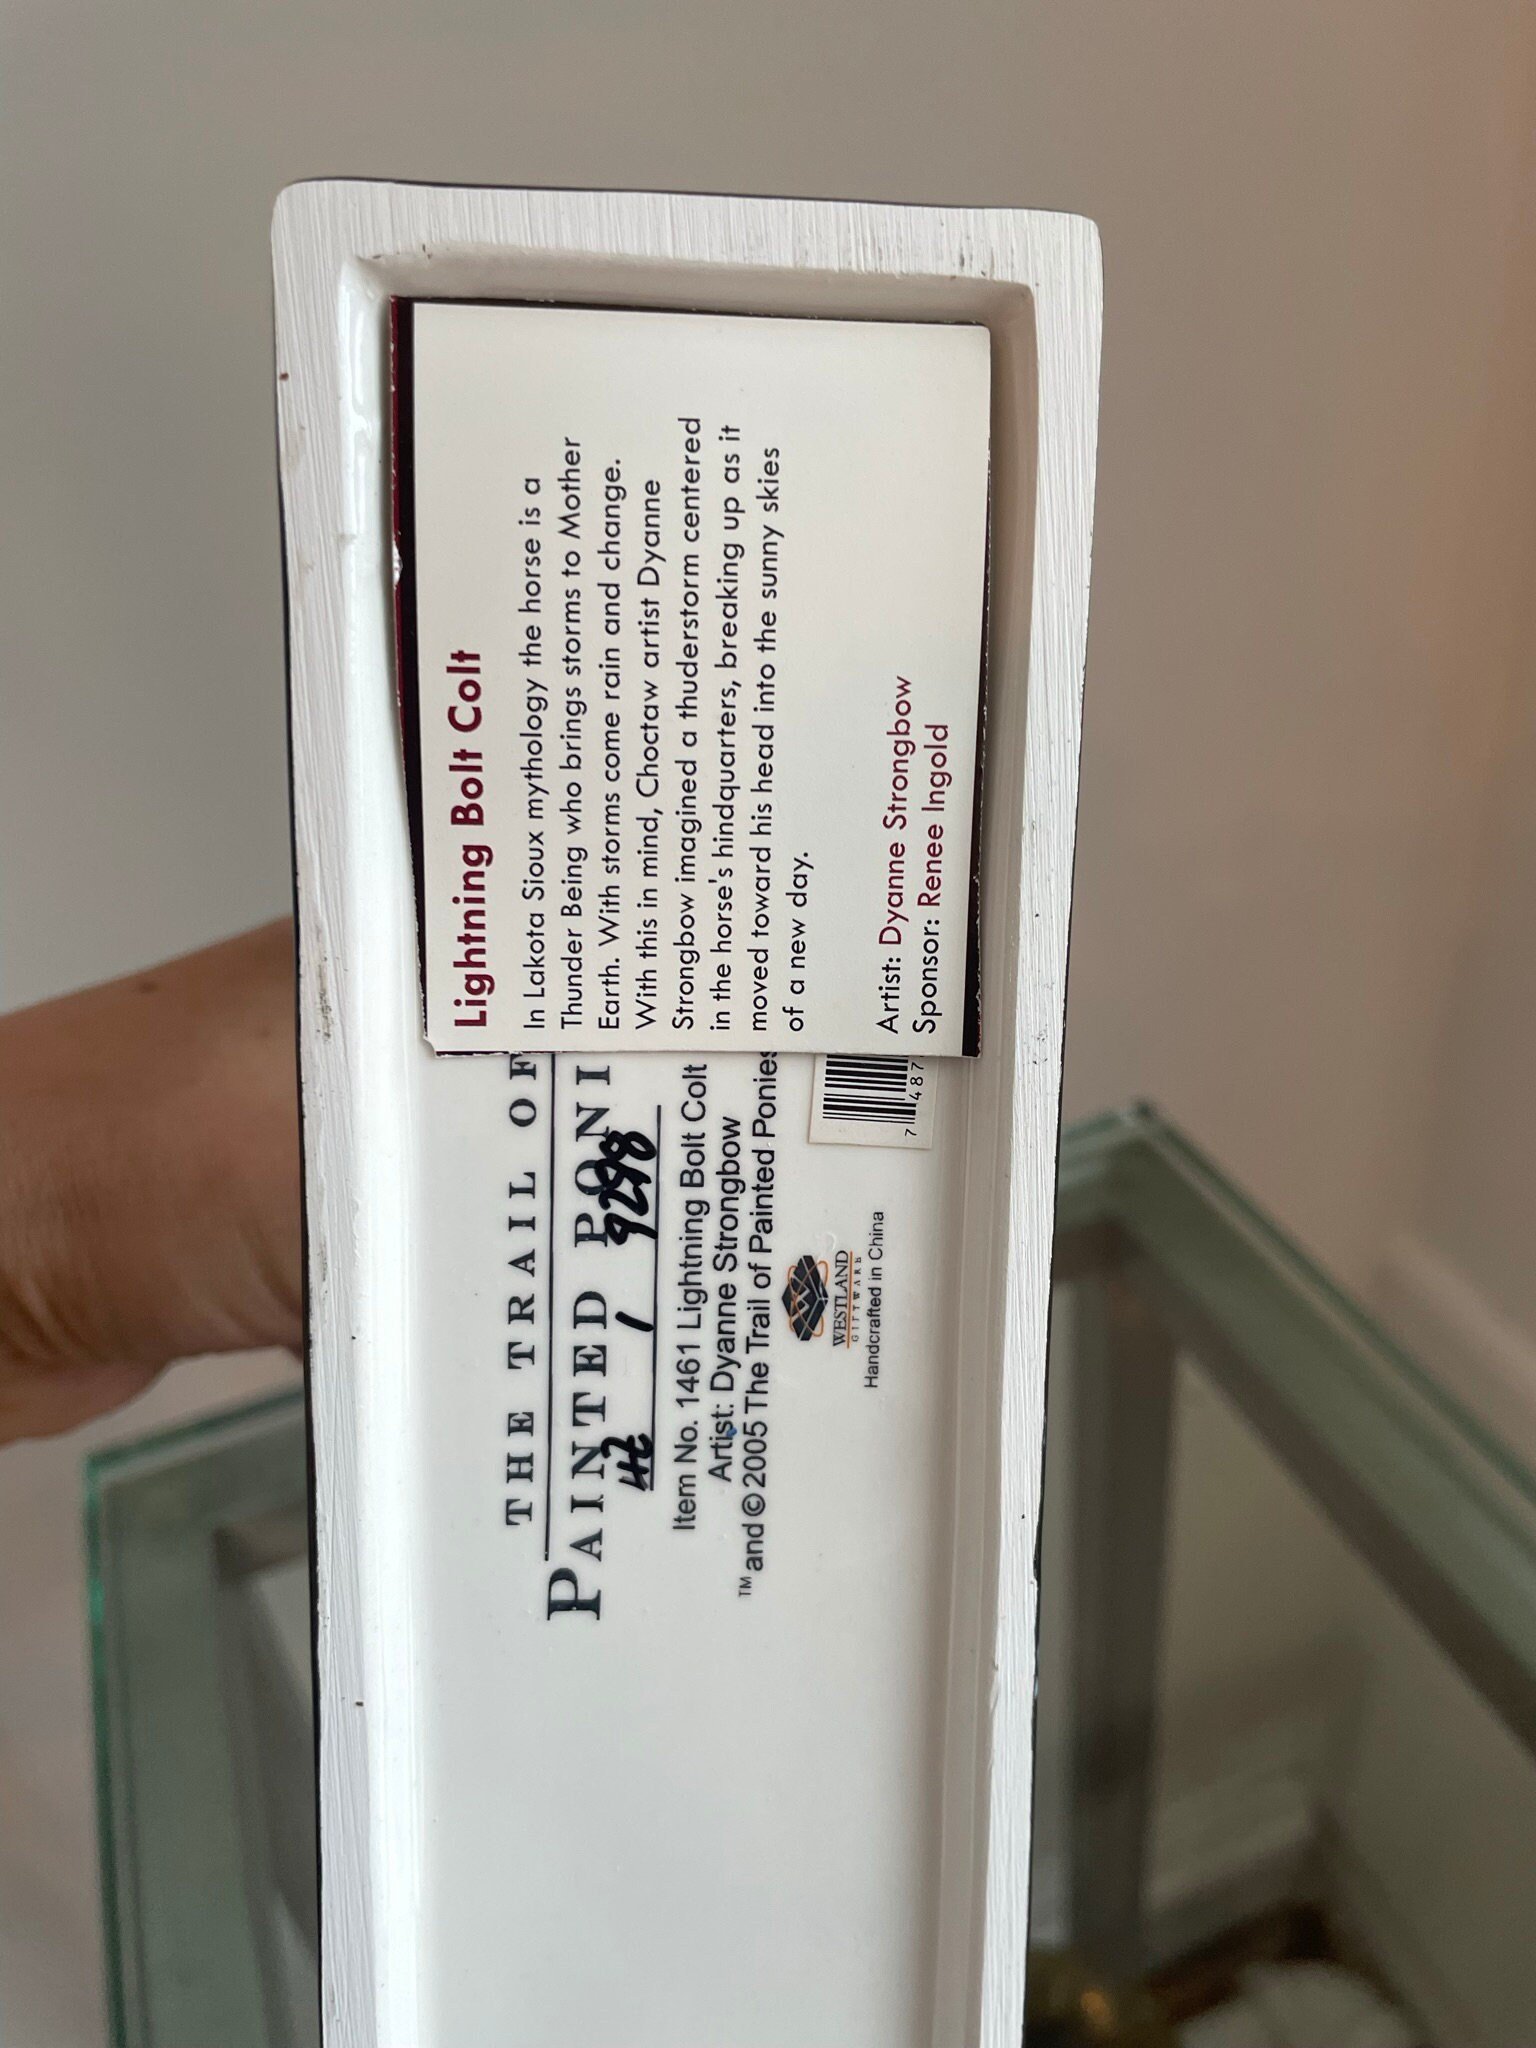 Lightning Bolt Colt
In Lakota Sioux mythology the horse is a
Thunder Being who brings storms to Mother
Earth. With storms come rain and change.
With this in mind, Choctaw artist Dyanne
Strongbow imagined a thuderstorm centered
in the horse's hindquarters, breaking up as it
moved toward his head into the sunny skies
of a new day.
Artist: Dyanne Strongbow
Sponsor: Renee Ingold
THE TRAIL OF
PAINTED PONI
/ 9298
Item No. 1461 Lightning Bolt Colt
Artist: Dyanne Strongbow
™ and © 2005 The Trail of Painted Ponies
7 487
WESTLAND
GIFTWARE
Handcrafted in China